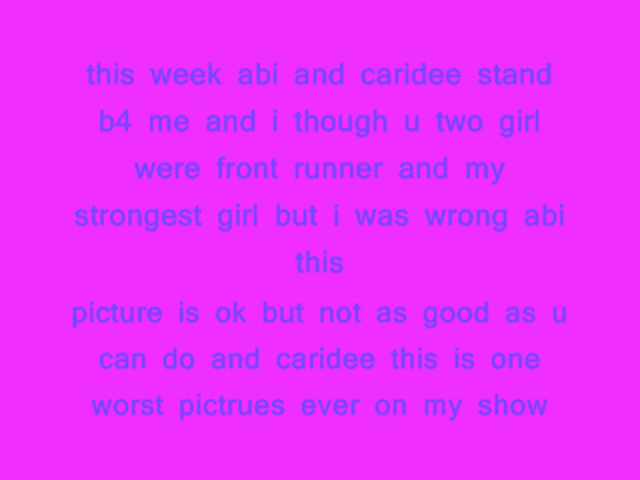 this week abi and caridee stand
b4 me and i though u two girl
were front runner and my
strongest girl but i was wrong abi
this
picture is ok but not as good as u
can do and caridee this is one
worst pictrues ever on my show